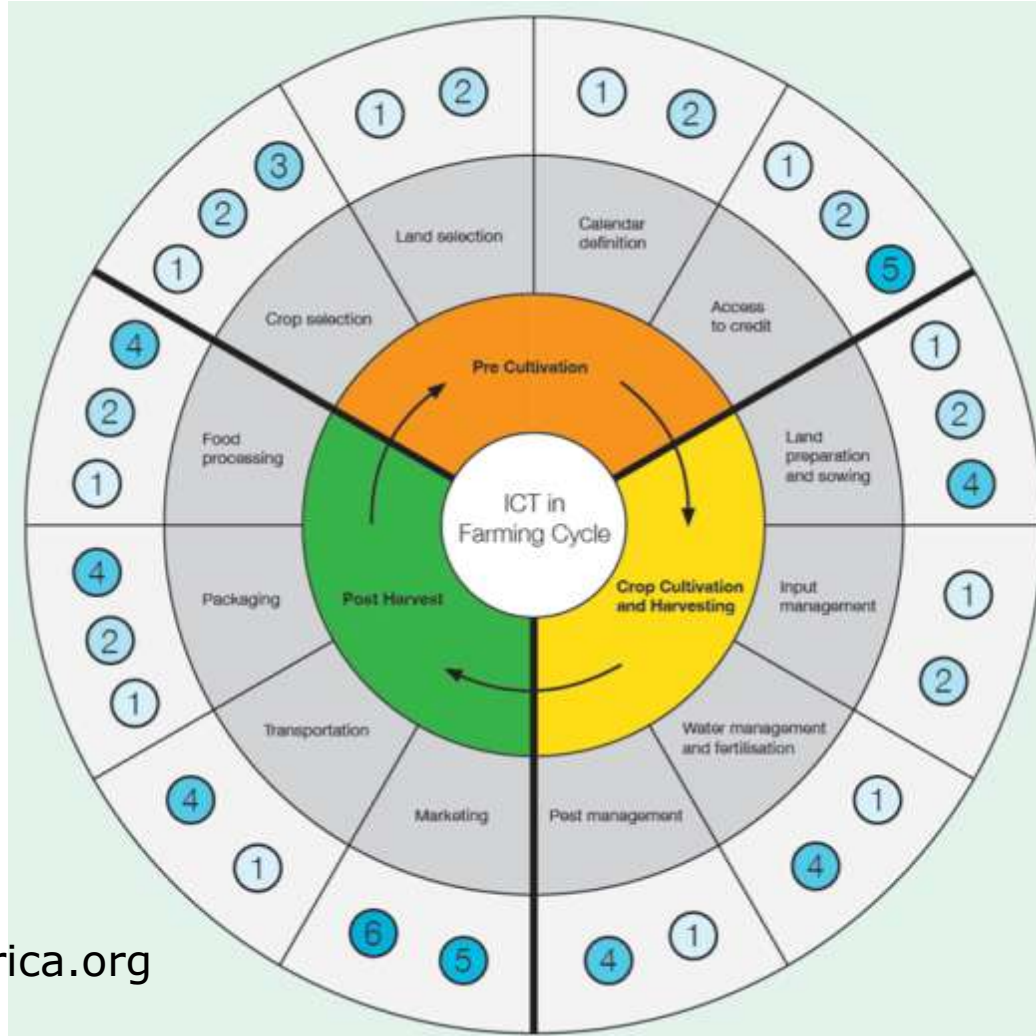 1
2
1
2
3
2
1
1
2
5
Land selection
Calendar
definition
Crop selection
Access
to credit
Pre Cultivation
4
2
1
Food
processing
1
2
4
Land
preparation
and sowing
ICT in
Farming Cycle
4
2
1
Packaging
Post Harvest
Crop Cultivation
and Harvesting
Input
management
1
2
Transportation
Water management
and fertilisation
4
1
Marketing
Pest management
1
4
6
5
4
1
rica.org